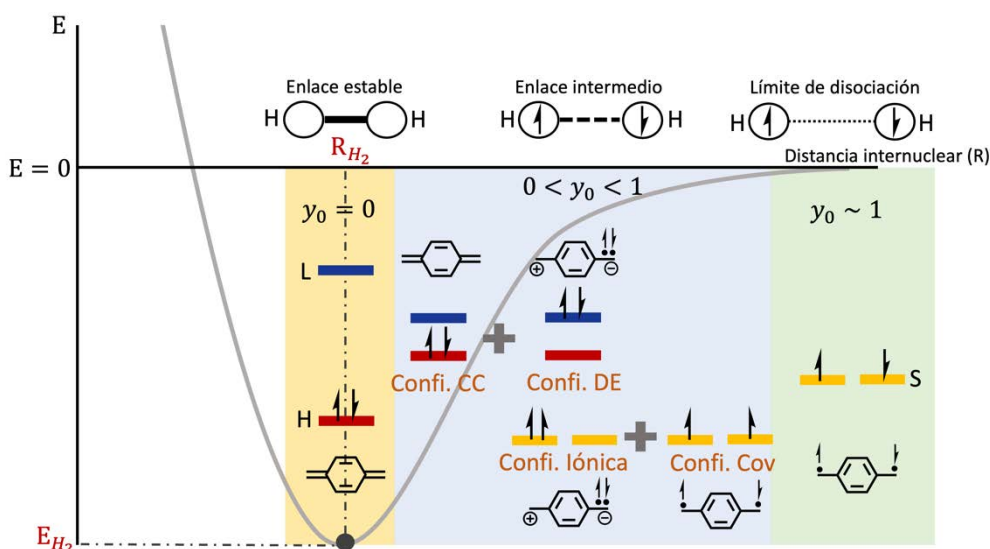 E
Enlace estable
Enlace intermedio
Límite de disociación
H H
H H
H H
R_{H_2}
Distancia internuclear (R)
E = 0
y_0 = 0
0 < y_0 < 1
y_0 ~ 1
L
⊕ ⊖
Confi. CC
+
Confi. DE
S
H
+
Confi. Iónica
Confi. Cov
⊕ ⊖
E_{H_2}